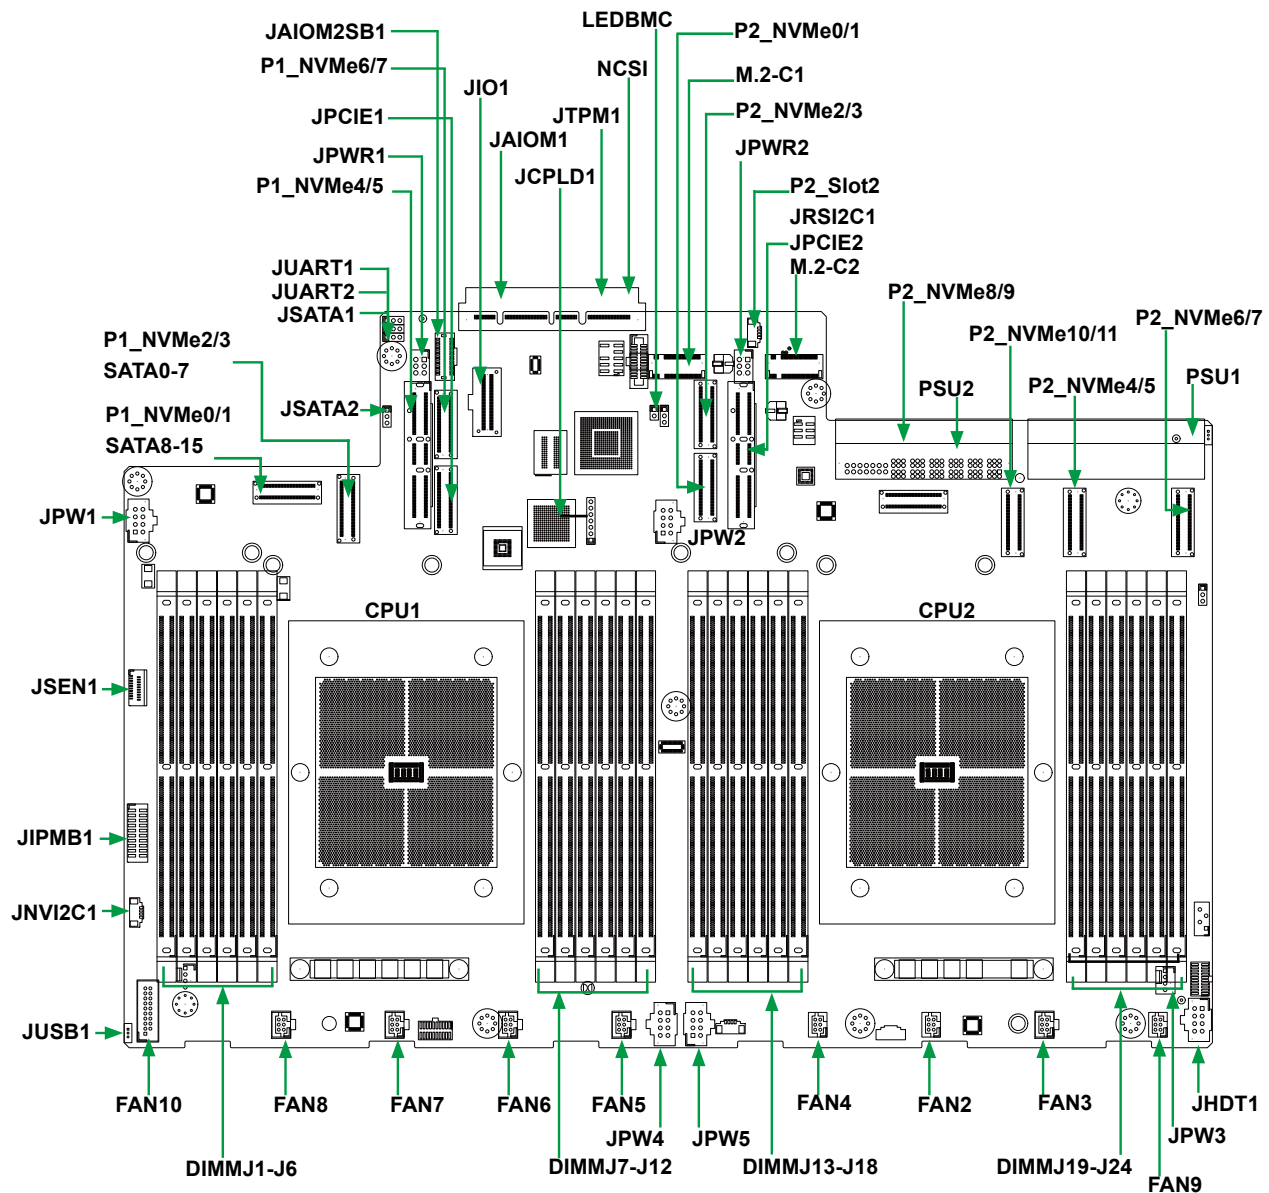 LEDBMC
JAIOM2SB1
P2_NVMe0/1
P1_NVMe6/7
NCSI
M.2-C1
JIO1
JPCIE1
JTPM1
P2_NVMe2/3
JAIOM1
JPWR1
JCPLD1
JPWR2
P1_NVMe4/5
P2_Slot2
JRSI2C1
JPCIE2
M.2-C2
JUART1
JUART2
JSATA1
P2_NVMe8/9
P2_NVMe6/7
P2_NVMe10/11
P1_NVMe2/3
SATA0-7
JSATA2
PSU2
P2_NVMe4/5
PSU1
P1_NVMe0/1
SATA8-15
JPW1
JPW2
CPU1
CPU2
JSEN1
JIPMB1
JNVI2C1
JUSB1
FAN10
FAN8
FAN7
FAN6
FAN5
FAN4
FAN2
FAN3
JHDT1
JPW4
JPW5
JPW3
DIMMJ1-J6
DIMMJ7-J12
DIMMJ13-J18
DIMMJ19-J24
FAN9